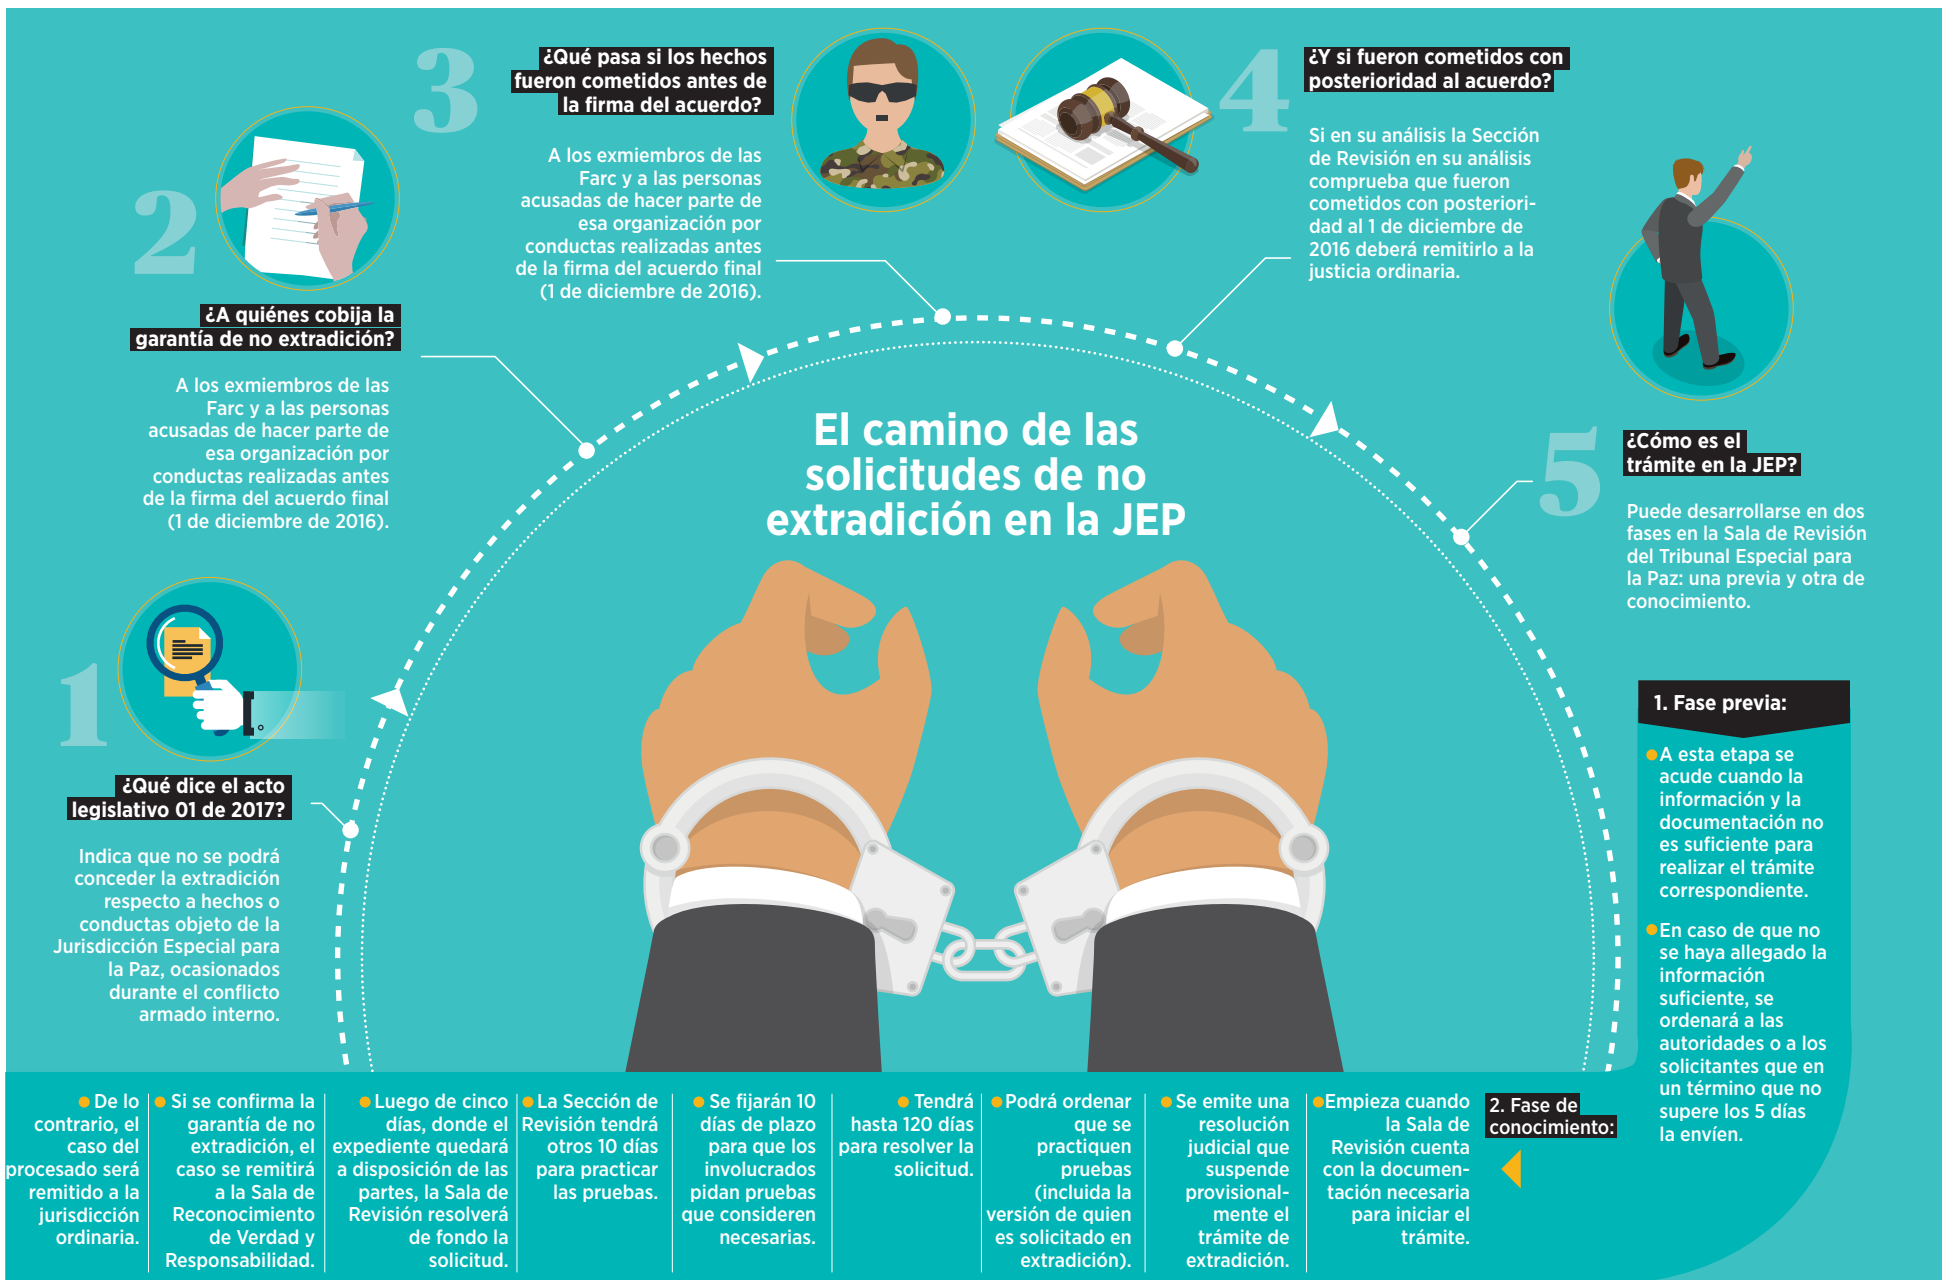 El camino de las
solicitudes de no
extradición en la JEP
1
¿Qué dice el acto
legislativo 01 de 2017?
Indica que no se podrá
conceder la extradición
respecto a hechos o
conductas objeto de la
Jurisdicción Especial para
la Paz, ocasionados
durante el conflicto
armado interno.
2
¿A quiénes cobija la
garantía de no extradición?
A los exmiembros de las
Farc y a las personas
acusadas de hacer parte de
esa organización por
conductas realizadas antes
de la firma del acuerdo final
(1 de diciembre de 2016).
3
¿Qué pasa si los hechos
fueron cometidos antes de
la firma del acuerdo?
A los exmiembros de las
Farc y a las personas
acusadas de hacer parte de
esa organización por
conductas realizadas antes
de la firma del acuerdo final
(1 de diciembre de 2016).
4
¿Y si fueron cometidos con
posterioridad al acuerdo?
Si en su análisis la Sección
de Revisión en su análisis
comprueba que fueron
cometidos con posteriori-
dad al 1 de diciembre de
2016 deberá remitirlo a la
justicia ordinaria.
5
¿Cómo es el
trámite en la JEP?
Puede desarrollarse en dos
fases en la Sala de Revisión
del Tribunal Especial para
la Paz: una previa y otra de
conocimiento.
1. Fase previa:
A esta etapa se
acude cuando la
información y la
documentación no
es suficiente para
realizar el trámite
correspondiente.
En caso de que no
se haya allegado la
información
suficiente, se
ordenará a las
autoridades o a los
solicitantes que en
un término que no
supere los 5 días
la envíen.
2. Fase de
conocimiento:
Empieza cuando
la Sala de
Revisión cuenta
con la documen-
tación necesaria
para iniciar el
trámite.
Se emite una
resolución
judicial que
suspende
provisional-
mente el
trámite de
extradición.
Podrá ordenar
que se
practiquen
pruebas
(incluida la
versión de quien
es solicitado en
extradición).
Tendrá
hasta 120 días
para resolver la
solicitud.
Se fijarán 10
días de plazo
para que los
involucrados
pidan pruebas
que consideren
necesarias.
La Sección de
Revisión tendrá
otros 10 días
para practicar
las pruebas.
Luego de cinco
días, donde el
expediente quedará
a disposición de las
partes, la Sala de
Revisión resolverá
de fondo la
solicitud.
Si se confirma la
garantía de no
extradición, el
caso se remitirá
a la Sala de
Reconocimiento
de Verdad y
Responsabilidad.
De lo
contrario, el
caso del
procesado será
remitido a la
jurisdicción
ordinaria.